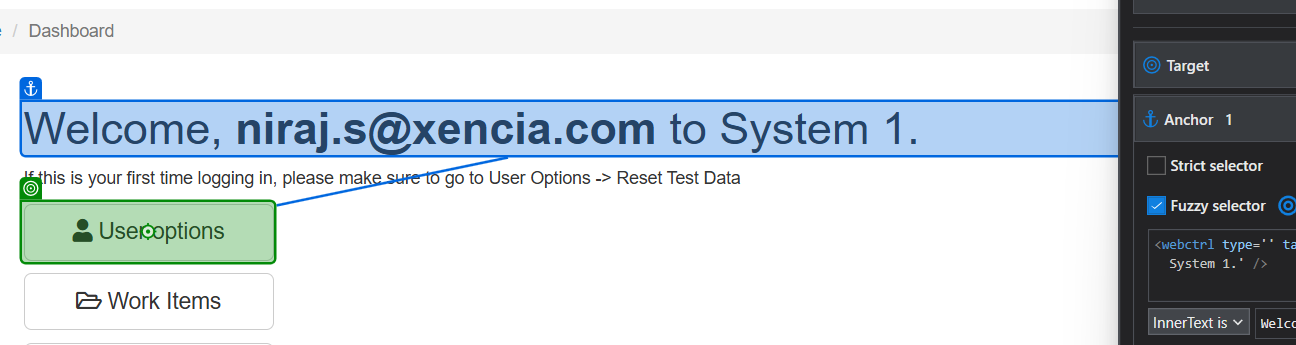 / Dashboard
Target
Welcome, niraj.s@xencia.com to System 1.
Anchor 1
Strict selector
If this is your first time logging in, please make sure to go to User Options -> Reset Test Data
Fuzzy selector
User options
<webctrl type='' ta
System 1.' />
Work Items
InnerText is
Welco